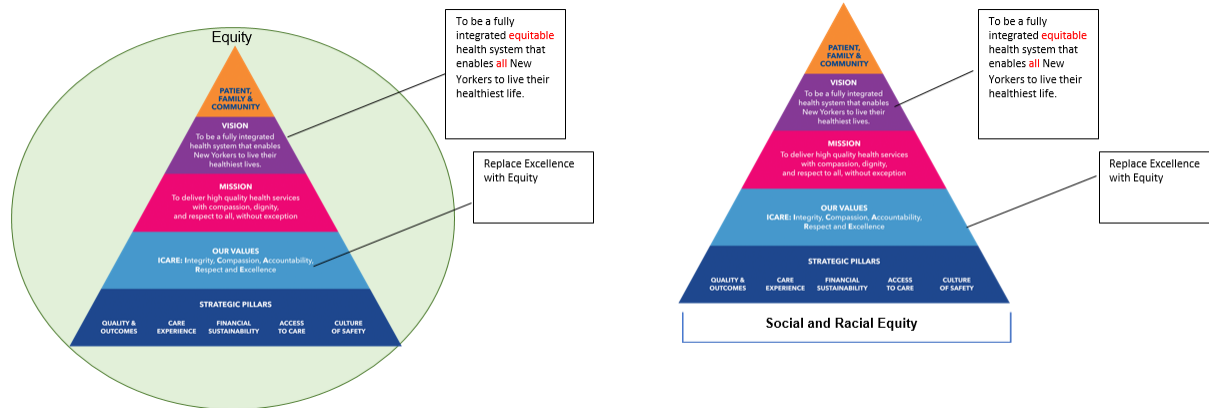 Equity
PATIENT,
FAMILY &
COMMUNITY
VISION
To be a fully integrated
health system that enables
New Yorkers to live their
healthiest lives.
MISSION
To deliver high quality health services
with compassion, dignity,
and respect to all, without exception
OUR VALUES
ICARE: Integrity, Compassion, Accountability,
Respect and Excellence
STRATEGIC PILLARS
QUALITY &
OUTCOMES
CARE
EXPERIENCE
FINANCIAL
SUSTAINABILITY
ACCESS
TO CARE
CULTURE
OF SAFETY
To be a fully
integrated equitable
health system that
enables all New
Yorkers to live their
healthiest life.
Replace Excellence
with Equity
PATIENT,
FAMILY &
COMMUNITY
VISION
To be a fully integrated
health system that enables
New Yorkers to live their
healthiest lives.
MISSION
To deliver high quality health services
with compassion, dignity,
and respect to all, without exception
OUR VALUES
ICARE: Integrity, Compassion, Accountability,
Respect and Excellence
STRATEGIC PILLARS
QUALITY &
OUTCOMES
CARE
EXPERIENCE
FINANCIAL
SUSTAINABILITY
ACCESS
TO CARE
CULTURE
OF SAFETY
Social and Racial Equity
To be a fully
integrated equitable
health system that
enables all New
Yorkers to live their
healthiest life.
Replace Excellence
with Equity